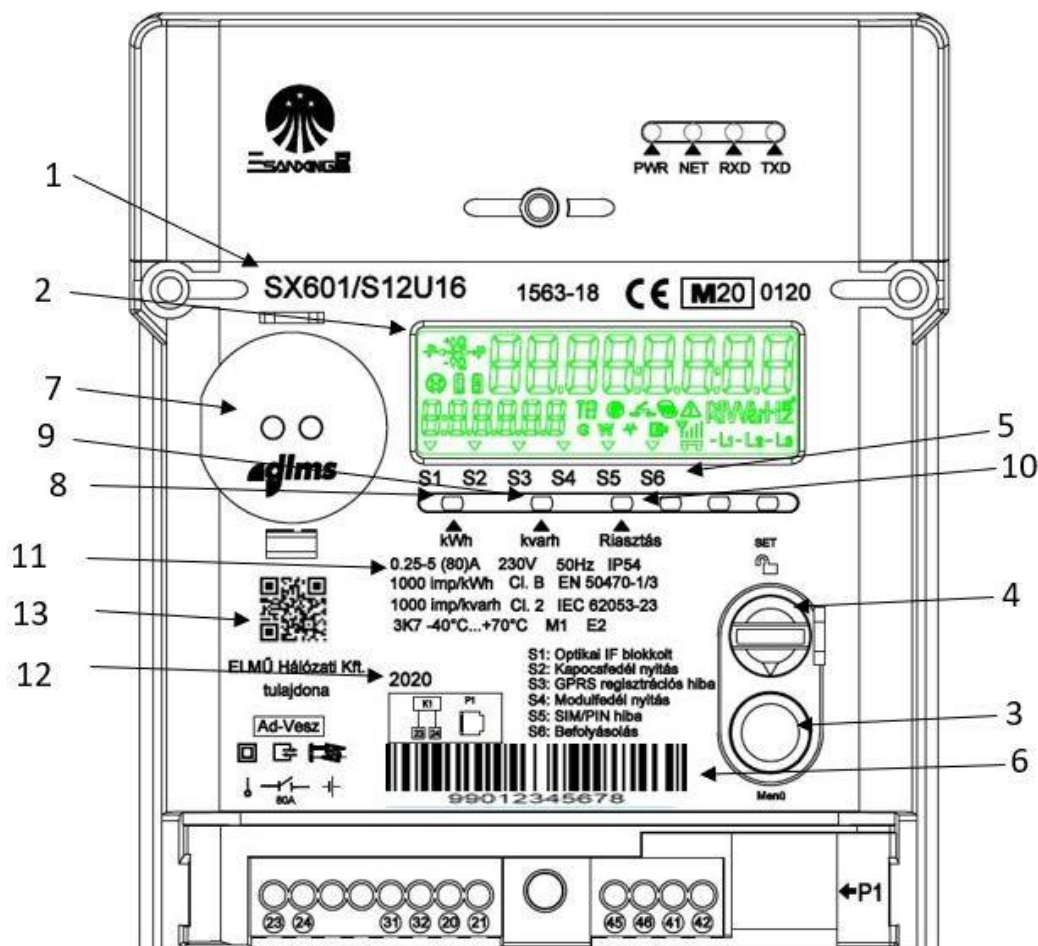 SANXING
PWR NET RXD TXD
1
SX601/S12U16 1563-18 CE M20 0120
2
7
9
8
5
10
-L1-L2-L3
S1 S2 S3 S4 S5 S6
dlms
kWh kvarh Riasztás
SET
11
0.25-5 (80)A 230V 50Hz IP54
1000 imp/kWh Cl. B EN 50470-1/3
1000 imp/kvarh Cl. 2 IEC 62053-23
3K7 -40°C...+70°C M1 E2
13
4
12
ELMŰ Hálózati Kft.
tulajdona
2020
K1 P1
23 24
S1: Optikai IF blokkolt
S2: Kapocsfedél nyitás
S3: GPRS regisztrációs hiba
S4: Modulfedél nyitás
S5: SIM/PIN hiba
S6: Befolyásolás
3
6
Ad-Vesz
80A
99012345678
Menü
23 24 31 32 20 21 45 46 41 42
P1